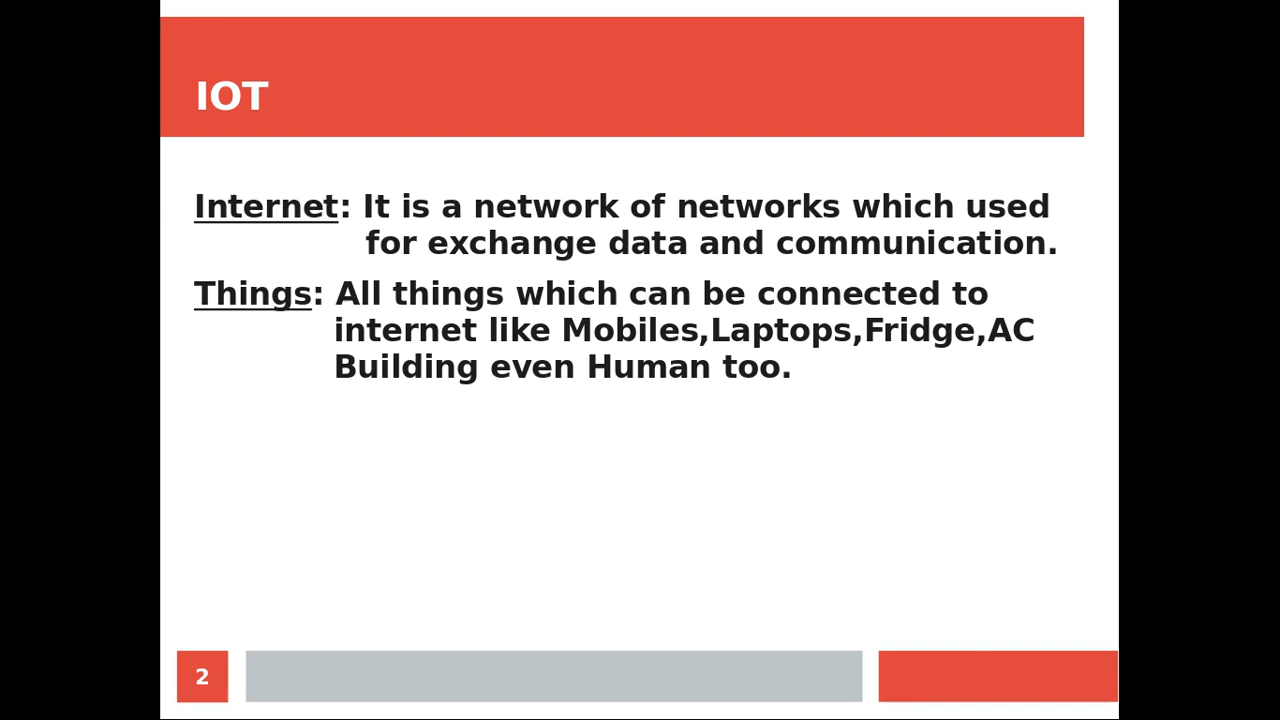 IOT
Internet: It is a network of networks which used
for exchange data and communication.
Things: All things which can be connected to
internet like Mobiles,Laptops,Fridge,AC
Building even Human too.
2